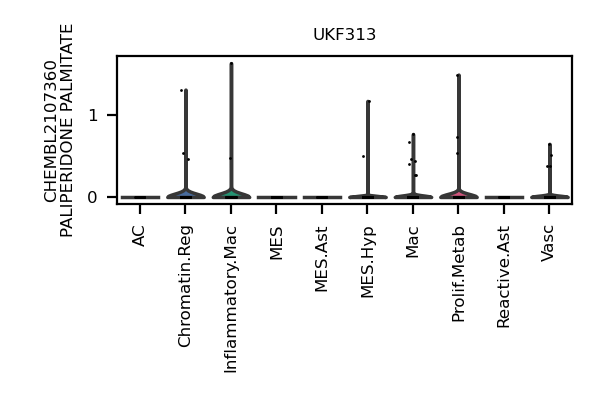 UKF313
CHEMBL2107360
PALIPERIDONE PALMITATE
1
0
AC
Chromatin.Reg
Inflammatory.Mac
MES
MES.Ast
MES.Hyp
Mac
Prolif.Metab
Reactive.Ast
Vasc